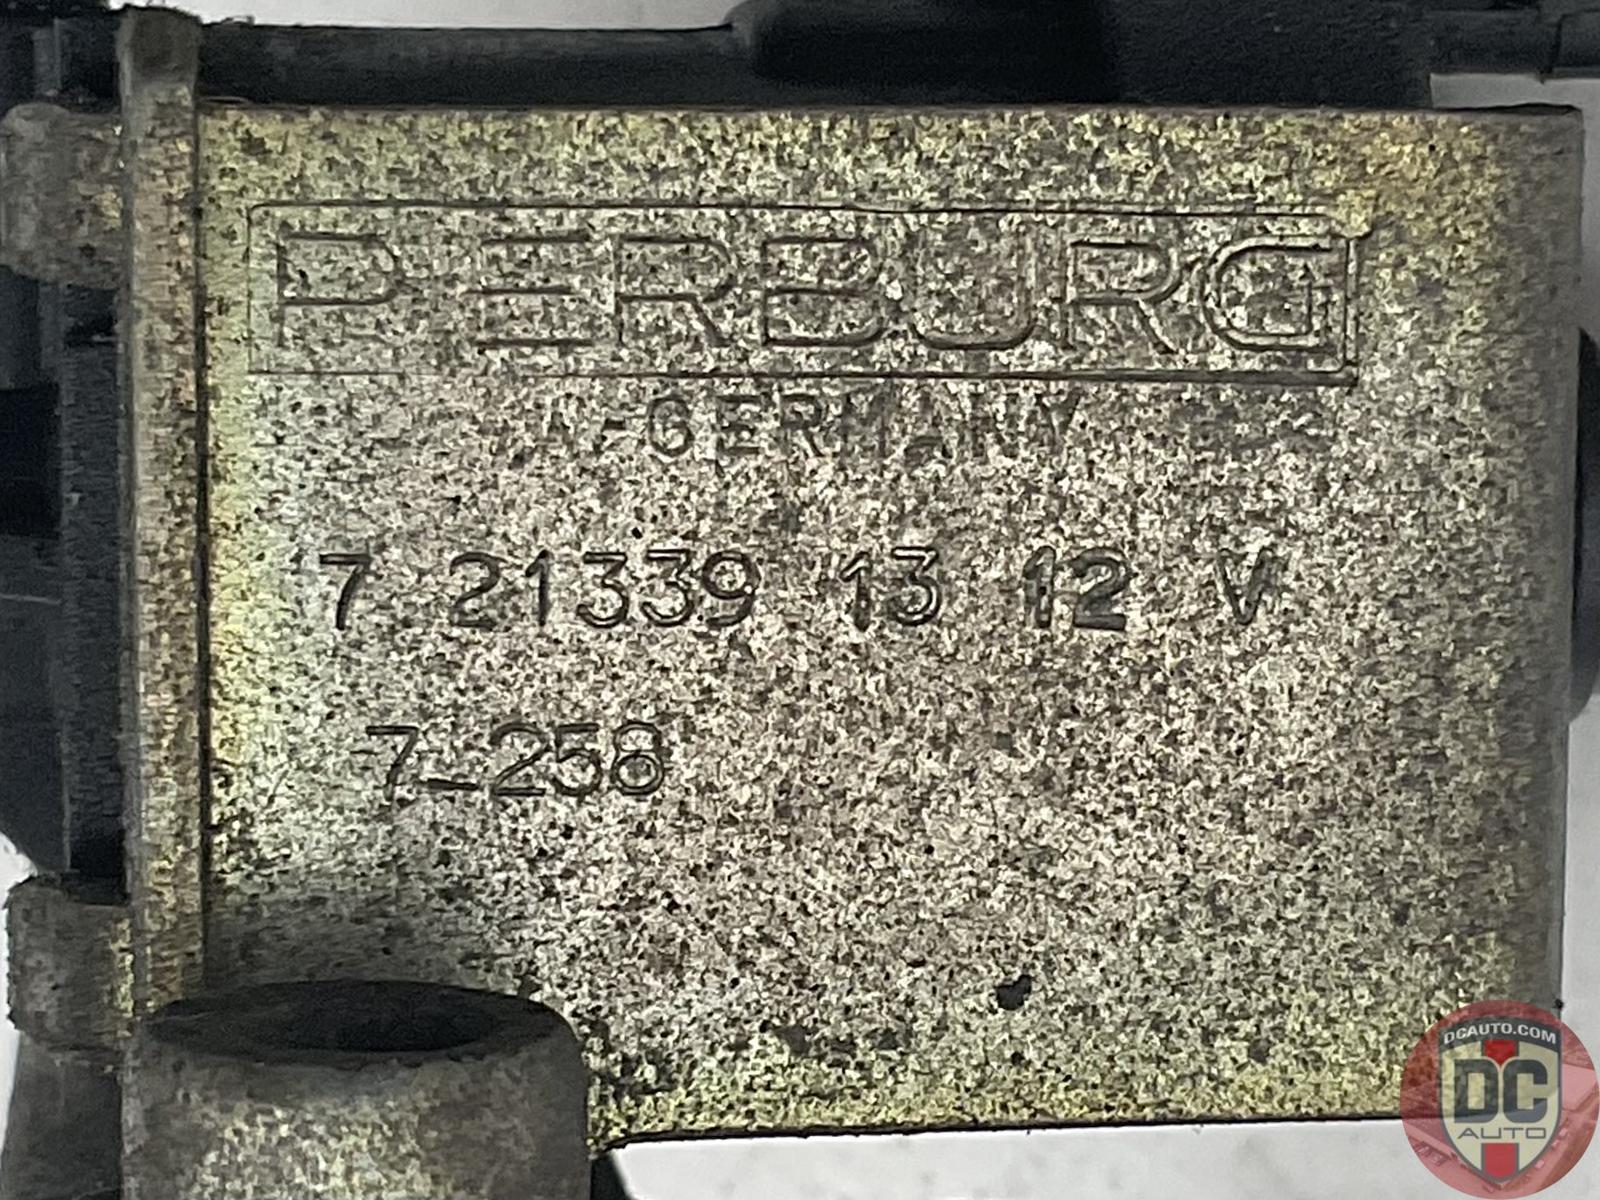 PIERBURG
GERMANY
7 21339 13 12 V
7_258
DCAUTO.COM
DC
AUTO